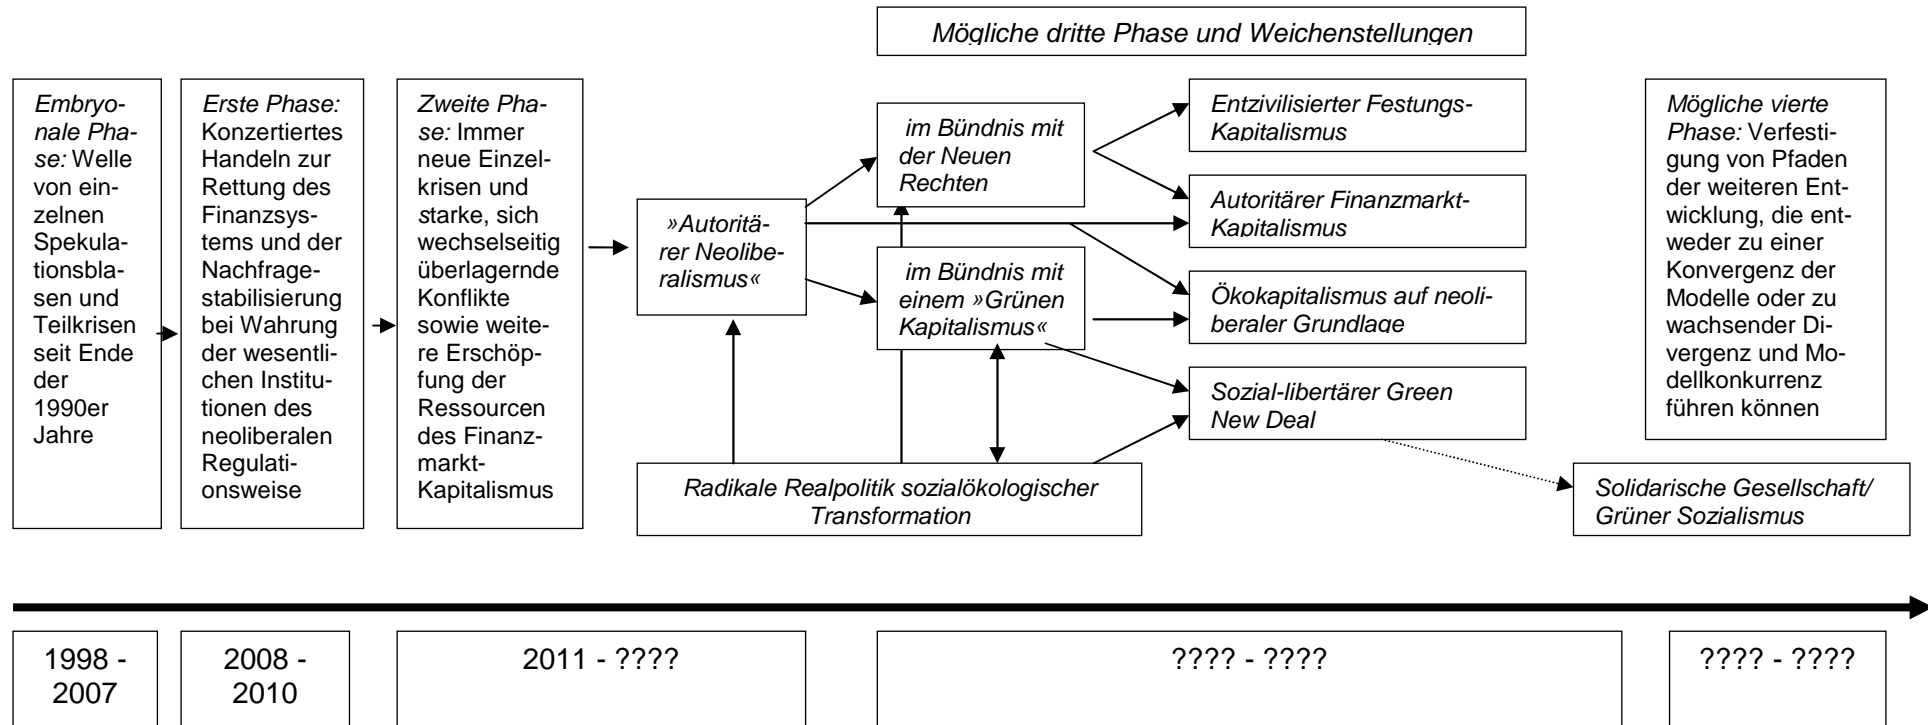 Mögliche dritte Phase und Weichenstellungen
Embryo-
nale Pha-
se: Welle
von ein-
zelnen
Spekula-
tionsbla-
sen und
Teilkrisen
seit Ende
der
1990er
Jahre
Erste Phase:
Konzertiertes
Handeln zur
Rettung des
Finanzsys-
tems und der
Nachfrage-
stabilisierung
bei Wahrung
der wesentli-
chen Institu-
tionen des
neoliberalen
Regulati-
onsweise
Zweite Pha-
se: Immer
neue Einzel-
krisen und
starke, sich
wechselseitig
überlagernde
Konflikte
sowie weite-
re Erschöp-
fung der
Ressourcen
des Finanz-
markt-
Kapitalismus
»Autoritä-
rer Neolibe-
ralismus«
im Bündnis mit
der Neuen
Rechten
im Bündnis mit
einem »Grünen
Kapitalismus«
Entzivilisierter Festungs-
Kapitalismus
Autoritärer Finanzmarkt-
Kapitalismus
Ökokapitalismus auf neoli-
beraler Grundlage
Sozial-libertärer Green
New Deal
Radikale Realpolitik sozialökologischer
Transformation
Mögliche vierte
Phase: Verfesti-
gung von Pfaden
der weiteren Ent-
wicklung, die ent-
weder zu einer
Konvergenz der
Modelle oder zu
wachsender Di-
vergenz und Mo-
dellkonkurrenz
führen können
Solidarische Gesellschaft/
Grüner Sozialismus
1998 -
2007
2008 -
2010
2011 - ????
???? - ????
???? - ????